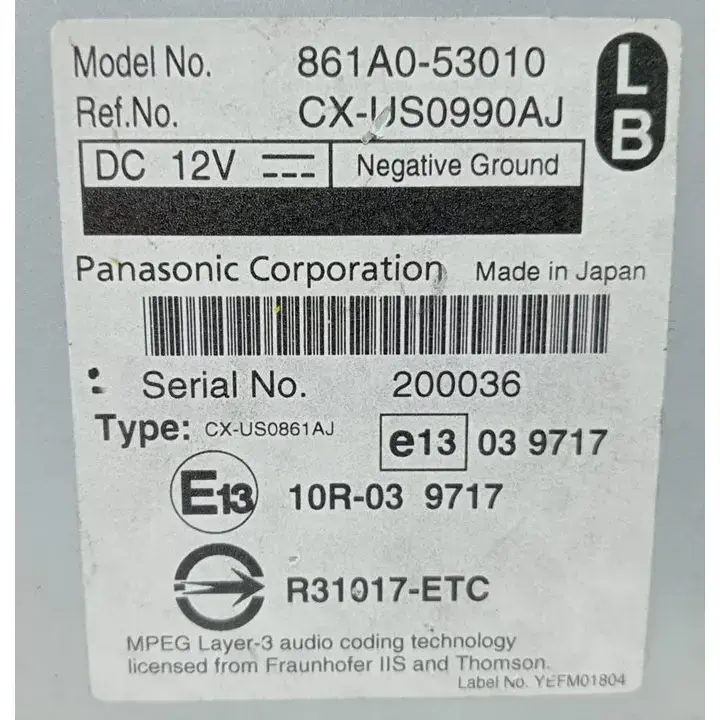 Model No. 861A0-53010
Ref.No. CX-US0990AJ
L
B
DC 12V Negative Ground
Panasonic Corporation Made in Japan
Serial No. 200036
Type: CX-US0861AJ e13 03 9717
E13 10R-03 9717
R31017-ETC
MPEG Layer-3 audio coding technology
licensed from Fraunhofer IIS and Thomson.
Label No. YEFM01804